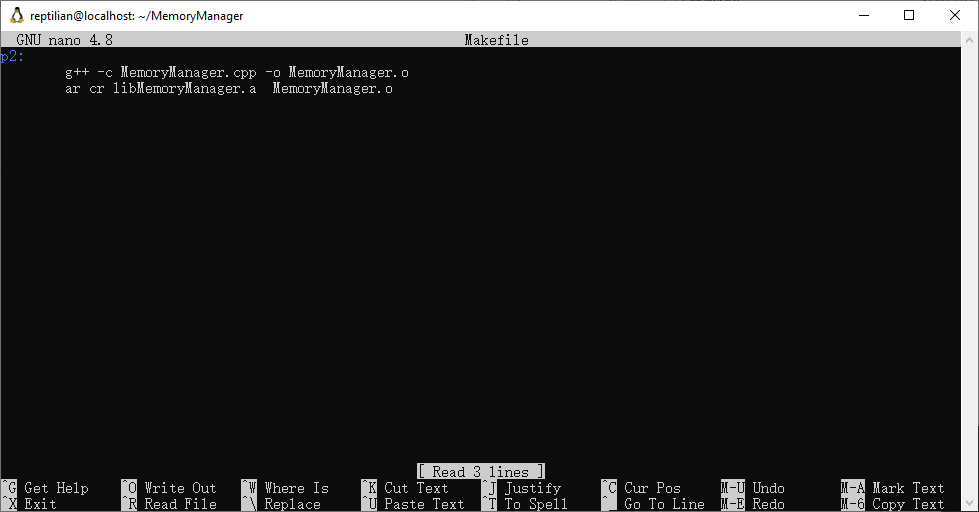 reptilian@localhost: ~/MemoryManager
GNU nano 4.8 Makefile
p2:
g++ -c MemoryManager.cpp -o MemoryManager.o
ar cr libMemoryManager.a  MemoryManager.o
[ Read 3 lines ]
^G Get Help ^O Write Out ^W Where Is ^K Cut Text ^J Justify ^C Cur Pos M-U Undo M-A Mark Text
^X Exit ^R Read File ^\ Replace ^U Paste Text ^T To Spell ^_ Go To Line M-E Redo M-6 Copy Text